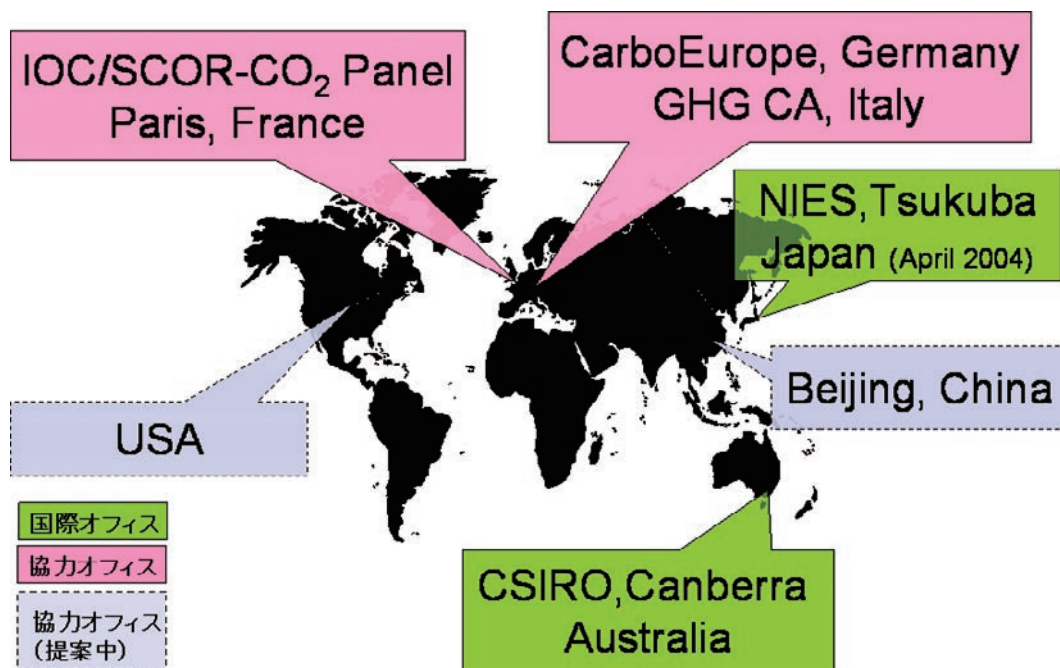 IOC/SCOR-CO₂ Panel
Paris, France
CarboEurope, Germany
GHG CA, Italy
NIES,Tsukuba
Japan (April 2004)
USA
Beijing, China
国際オフィス
協力オフィス
協力オフィス
(提案中)
CSIRO,Canberra
Australia